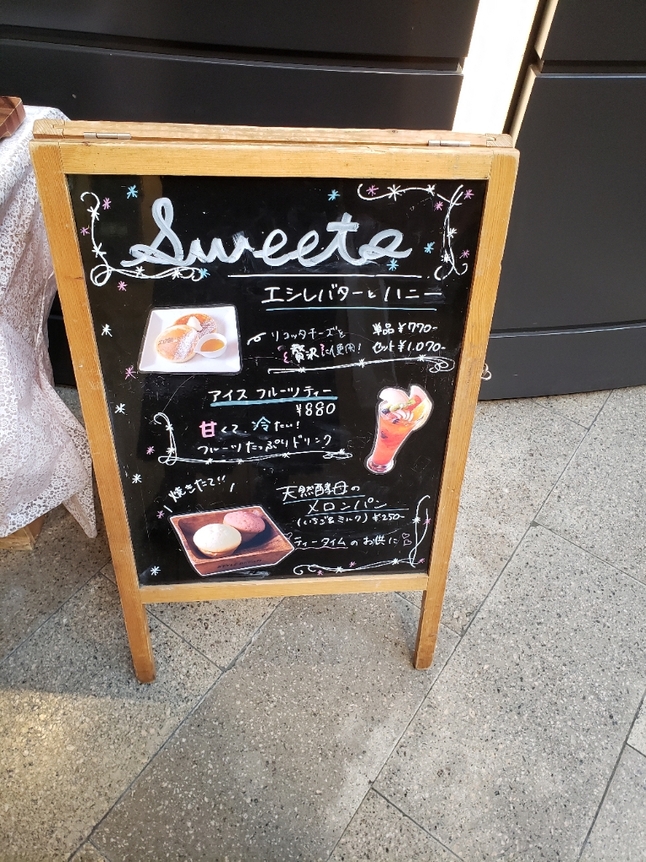 Sweets
エシレバターとハニー
リコッタチーズを
贅沢に使用!
単品 ¥770-
セット ¥1,070-
アイス フルーツティー
¥880
甘くて、冷たい!
フルーツたっぷりドリンク
焼きたて!!
天然酵母の
メロンパン
(いちご&ミルク) ¥250-
ティータイムのお供に